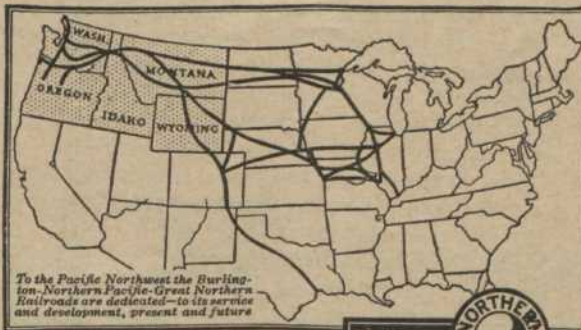 WASH.
MONTANA
OREGON
IDAHO
WYOMING
To the Pacific Northwest the Burling-
ton-Northern Pacific-Great Northern
Railroads are dedicated—to its service
and development, present and future